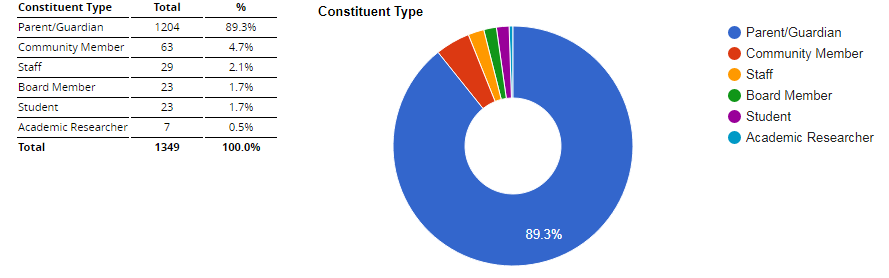 Constituent Type Total %
Parent/Guardian 1204 89.3%
Community Member 63 4.7%
Staff 29 2.1%
Board Member 23 1.7%
Student 23 1.7%
Academic Researcher 7 0.5%
Total 1349 100.0%
Constituent Type
89.3%
Parent/Guardian
Community Member
Staff
Board Member
Student
Academic Researcher